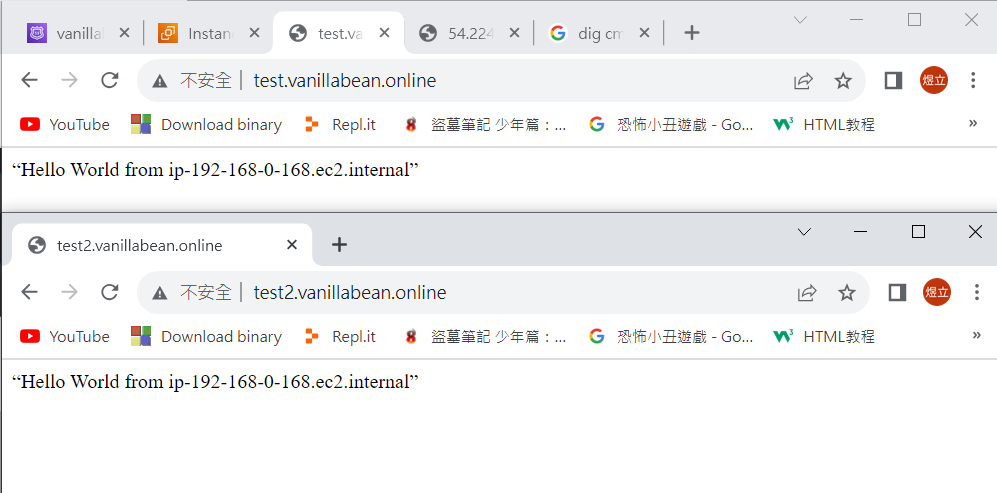 vanilla
Instan
test.va
54.224
dig cm
不安全 test.vanillabean.online
煜立
YouTube Download binary Repl.it 盜墓筆記 少年篇：... 恐怖小丑遊戲 - Go... HTML教程 »
“Hello World from ip-192-168-0-168.ec2.internal”
test2.vanillabean.online
不安全 test2.vanillabean.online
煜立
YouTube Download binary Repl.it 盜墓筆記 少年篇：... 恐怖小丑遊戲 - Go... HTML教程 »
“Hello World from ip-192-168-0-168.ec2.internal”